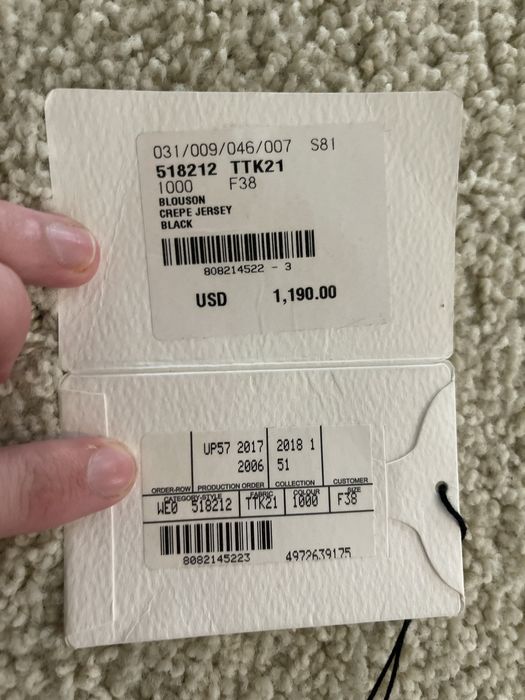 031/009/046/007 S81
518212 TTK21
1000 F38
BLOUSON
CREPE JERSEY
BLACK
808214522 - 3
USD 1,190.00
UP57 2017 2018 1
2006 51
ORDER-ROW PRODUCTION ORDER COLLECTION CUSTOMER
CATEGORY-STYLE FABRIC COLOUR SIZE
WE0 518212 TTK21 1000 F38
8082145223 4972639175